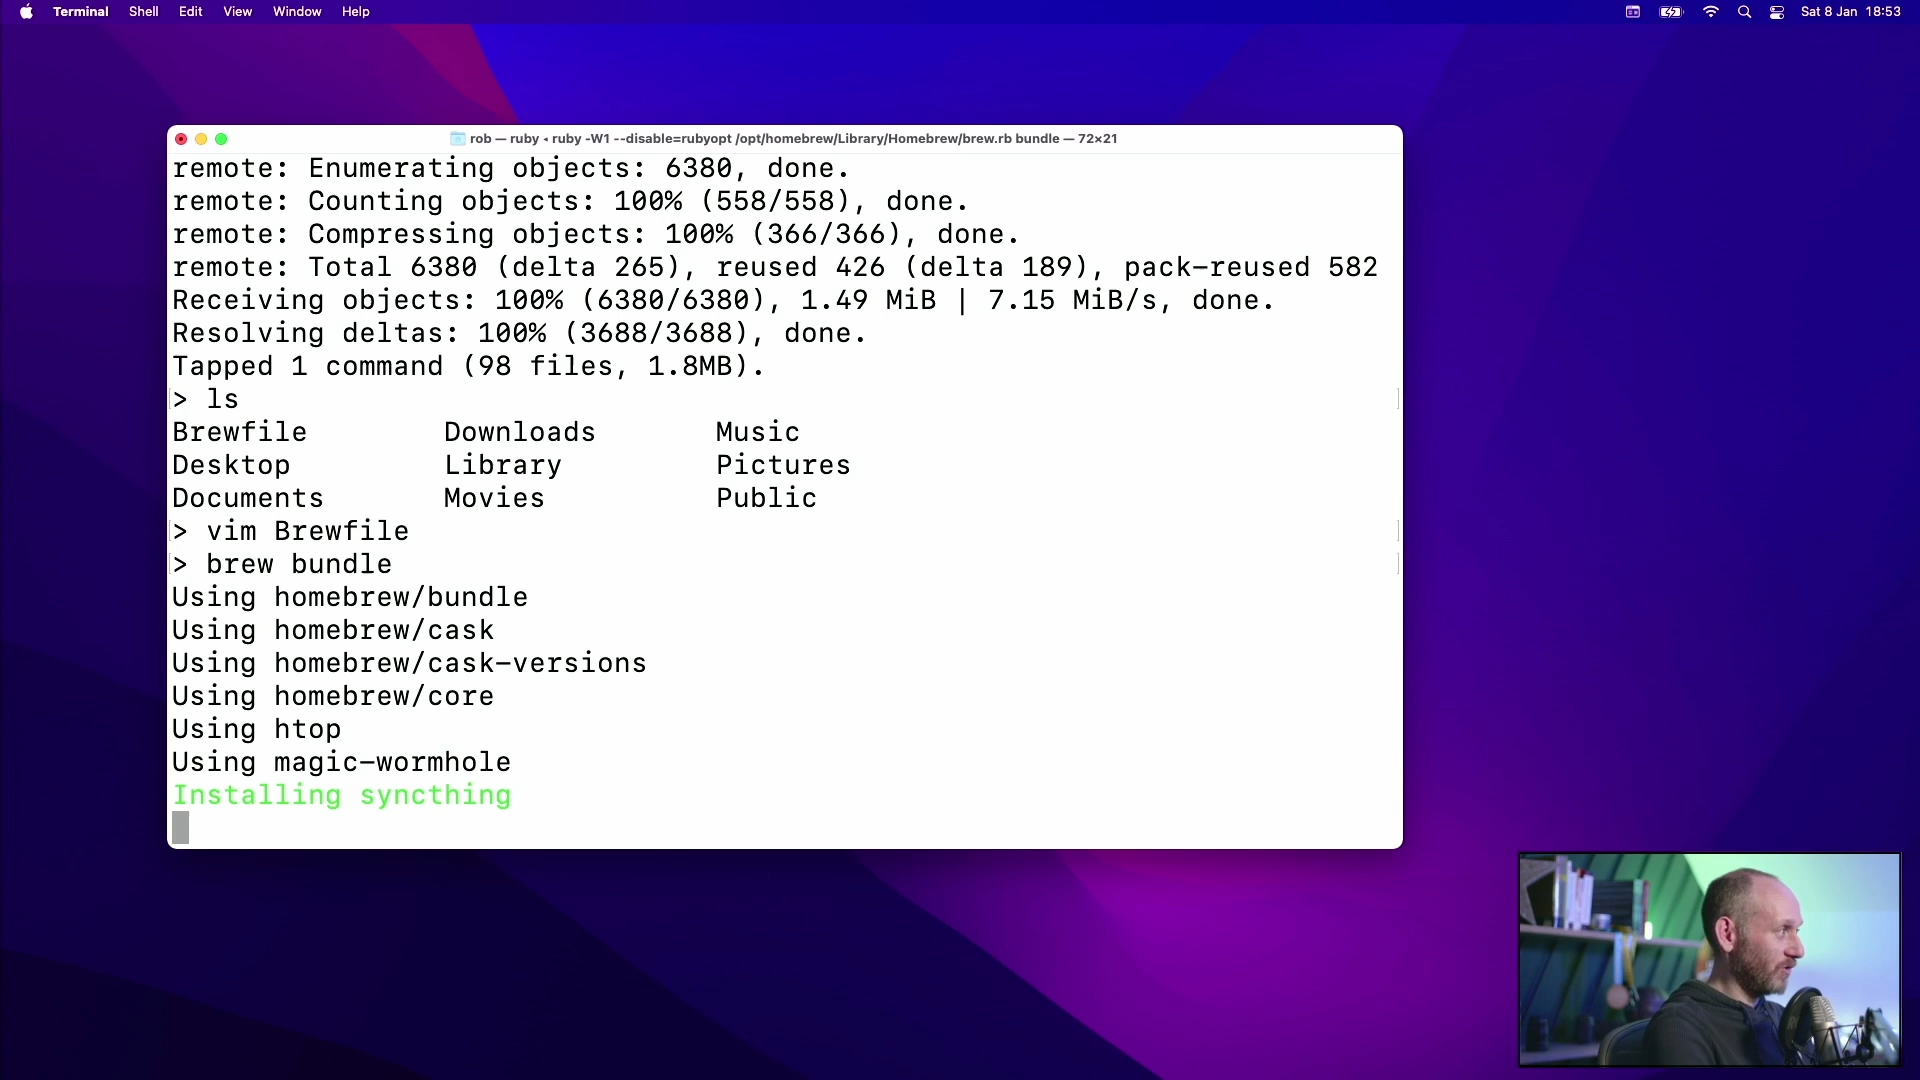 Terminal Shell Edit View Window Help Sat 8 Jan 18:53
rob — ruby ◂ ruby -W1 --disable=rubyopt /opt/homebrew/Library/Homebrew/brew.rb bundle — 72×21
remote: Enumerating objects: 6380, done.
remote: Counting objects: 100% (558/558), done.
remote: Compressing objects: 100% (366/366), done.
remote: Total 6380 (delta 265), reused 426 (delta 189), pack-reused 582
Receiving objects: 100% (6380/6380), 1.49 MiB | 7.15 MiB/s, done.
Resolving deltas: 100% (3688/3688), done.
Tapped 1 command (98 files, 1.8MB).
> ls
Brewfile Downloads Music
Desktop Library Pictures
Documents Movies Public
> vim Brewfile
> brew bundle
Using homebrew/bundle
Using homebrew/cask
Using homebrew/cask-versions
Using homebrew/core
Using htop
Using magic-wormhole
Installing syncthing